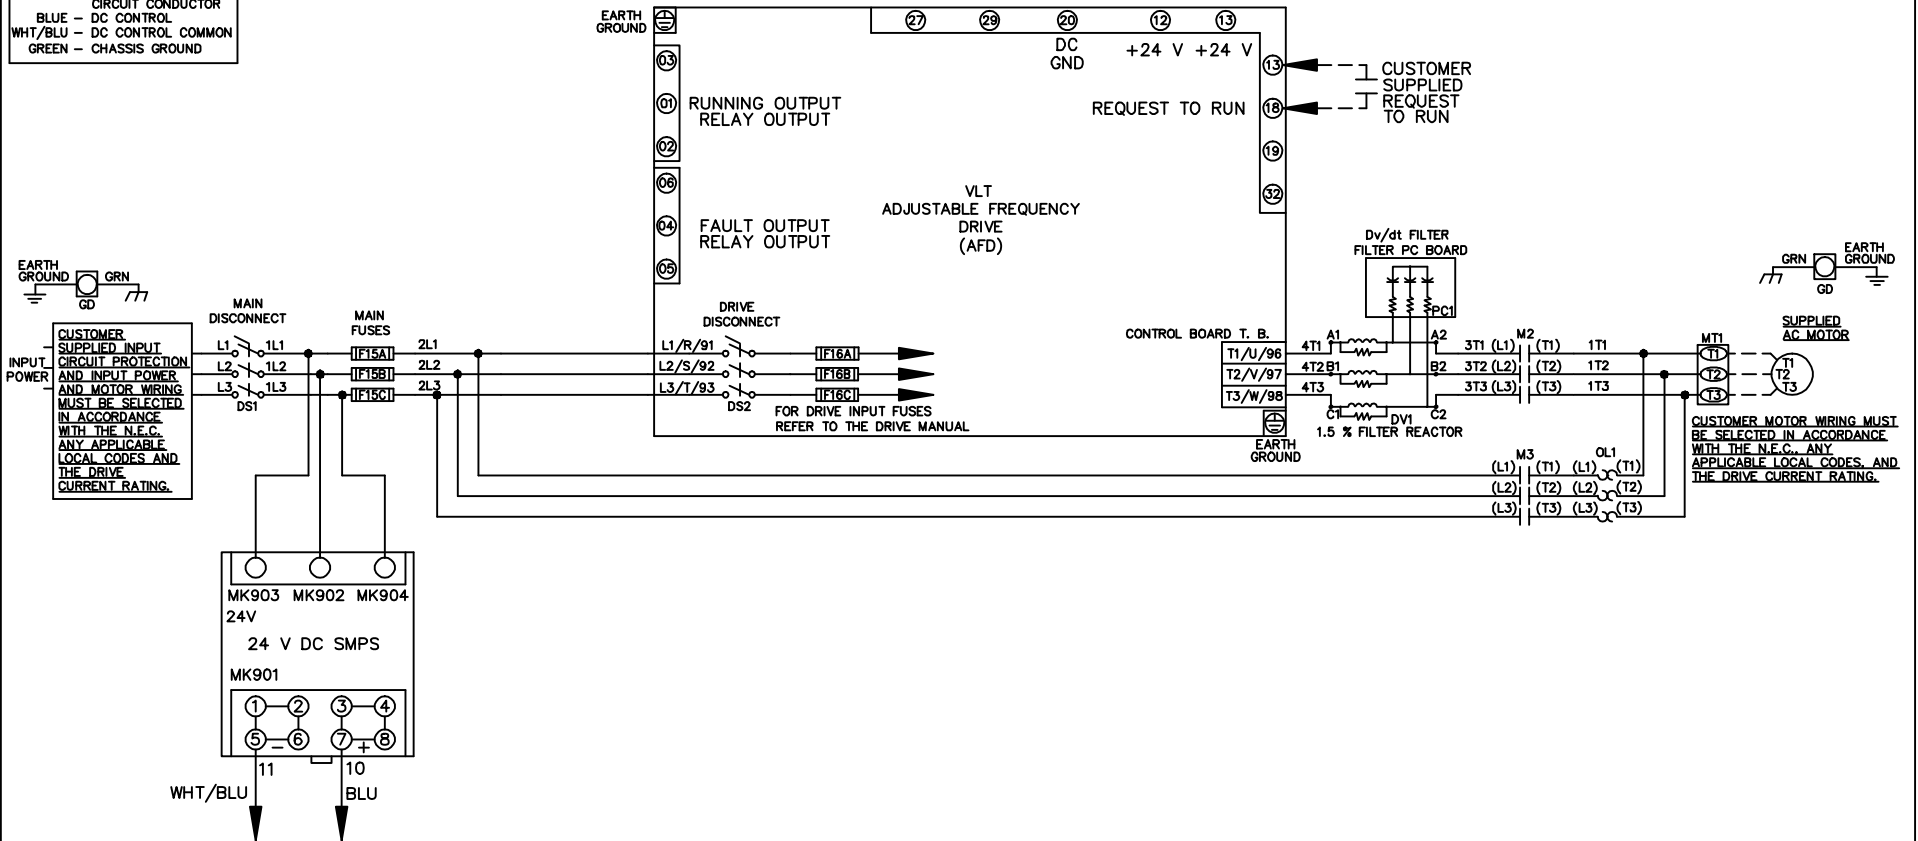 CIRCUIT CONDUCTOR
BLUE – DC CONTROL
WHT/BLU – DC CONTROL COMMON
GREEN – CHASSIS GROUND
EARTH
GROUND
27 29 20 12 13
DC
GND
+24 V +24 V
03
01
02
RUNNING OUTPUT
RELAY OUTPUT
06
04
05
FAULT OUTPUT
RELAY OUTPUT
REQUEST TO RUN
13
18
19
32
CUSTOMER
SUPPLIED
REQUEST
TO RUN
VLT
ADJUSTABLE FREQUENCY
DRIVE
(AFD)
EARTH
GROUND
GRN
GD
CUSTOMER
SUPPLIED INPUT
CIRCUIT PROTECTION
AND INPUT POWER
AND MOTOR WIRING
MUST BE SELECTED
IN ACCORDANCE
WITH THE N.E.C.
ANY APPLICABLE
LOCAL CODES AND
THE DRIVE
CURRENT RATING.
INPUT
POWER
MAIN
DISCONNECT
L1 1L1
L2 1L2
L3 1L3
DS1
MAIN
FUSES
F15A
F15B
F15C
2L1
2L2
2L3
L1/R/91
L2/S/92
L3/T/93
DRIVE
DISCONNECT
DS2
F16A
F16B
F16C
FOR DRIVE INPUT FUSES
REFER TO THE DRIVE MANUAL
CONTROL BOARD T. B.
T1/U/96
T2/V/97
T3/W/98
EARTH
GROUND
4T1
4T2
4T3
Dv/dt FILTER
FILTER PC BOARD
PC1
A1 A2
B1 B2
C1 C2
DV1
1.5 % FILTER REACTOR
M2
3T1 (L1) (T1) 1T1
3T2 (L2) (T2) 1T2
3T3 (L3) (T3) 1T3
M3 OL1
(L1) (T1) (L1) (T1)
(L2) (T2) (L2) (T2)
(L3) (T3) (L3) (T3)
GRN
EARTH
GROUND
GD
SUPPLIED
AC MOTOR
MT1
T1
T2
T3
T1
T2
T3
CUSTOMER MOTOR WIRING MUST
BE SELECTED IN ACCORDANCE
WITH THE N.E.C., ANY
APPLICABLE LOCAL CODES, AND
THE DRIVE CURRENT RATING.
MK903 MK902 MK904
24V
24 V DC SMPS
MK901
1 2 3 4
5 – 6 7 + 8
11 10
WHT/BLU BLU